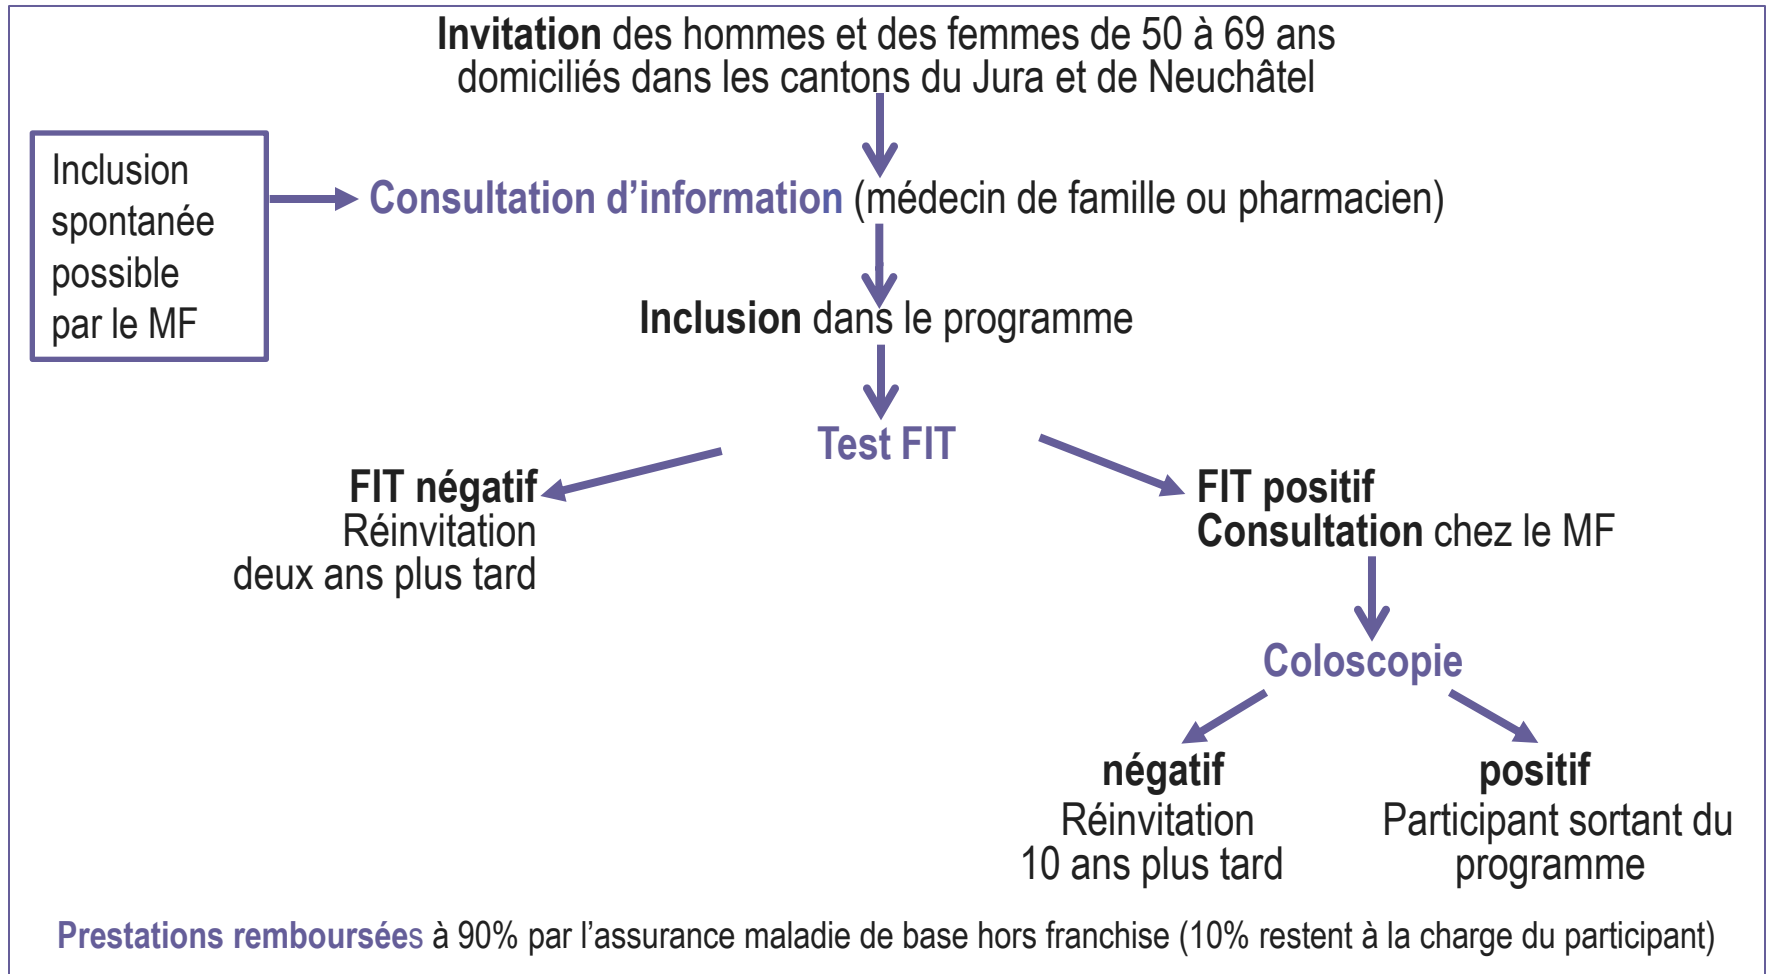 Invitation des hommes et des femmes de 50 à 69 ans
domiciliés dans les cantons du Jura et de Neuchâtel
Inclusion
spontanée
possible
par le MF
Consultation d’information (médecin de famille ou pharmacien)
Inclusion dans le programme
Test FIT
FIT négatif
Réinvitation
deux ans plus tard
FIT positif
Consultation chez le MF
Coloscopie
négatif
Réinvitation
10 ans plus tard
positif
Participant sortant du
programme
Prestations remboursées à 90% par l’assurance maladie de base hors franchise (10% restent à la charge du participant)